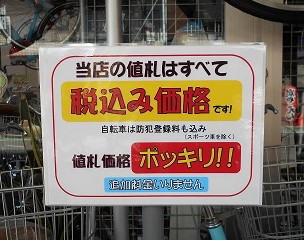 当店の値札はすべて
税込み価格です!
自転車は防犯登録料も込み
(スポーツ車を除く)
値札価格 ポッキリ!!
追加料金いりません